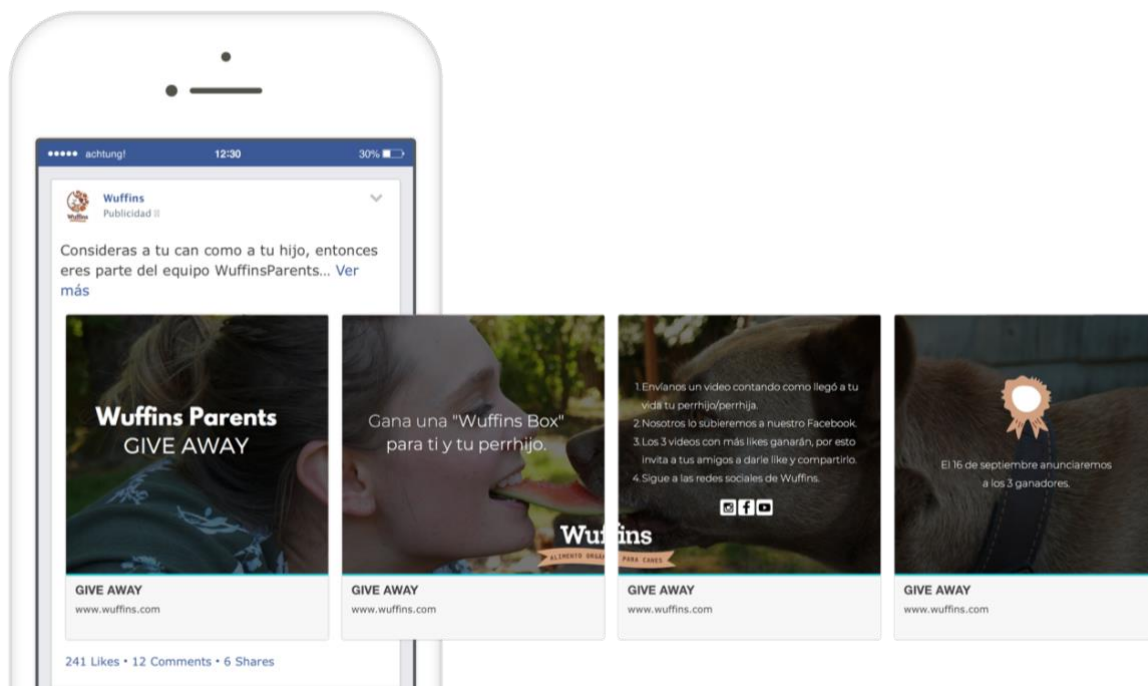 achtung! 12:30 30%
Wuffins
Wuffins
Publicidad
Consideras a tu can como a tu hijo, entonces
eres parte del equipo WuffinsParents... Ver
más
Wuffins Parents
GIVE AWAY
GIVE AWAY
www.wuffins.com
Gana una "Wuffins Box"
para ti y tu perrhijo.
GIVE AWAY
www.wuffins.com
1.Envíanos un video contando como llegó a tu
vida tu perrhijo/perrhija.
2.Nosotros lo subiremos a nuestro Facebook.
3.Los 3 videos con más likes ganarán, por esto
invita a tus amigos a darle like y compartirlo.
4.Sigue a las redes sociales de Wuffins.
Wuffins
ALIMENTO ORGÁ PARA CANES
GIVE AWAY
www.wuffins.com
El 16 de septiembre anunciaremos
a los 3 ganadores.
GIVE AWAY
www.wuffins.com
241 Likes • 12 Comments • 6 Shares